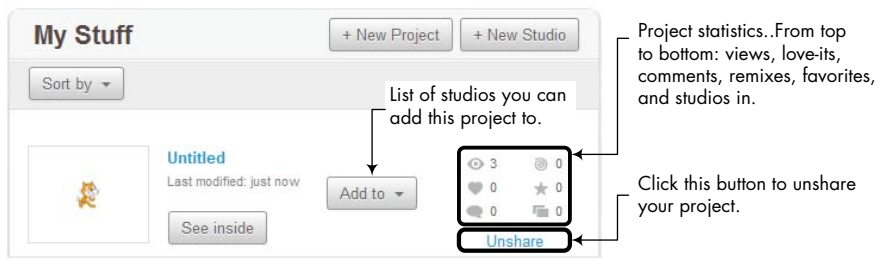 My Stuff
+ New Project
+ New Studio
Sort by
List of studios you can
add this project to.
Untitled
Last modified: just now
See inside
Add to
3
0
0
0
0
0
Unshare
Project statistics..From top
to bottom: views, love-its,
comments, remixes, favorites,
and studios in.
Click this button to unshare
your project.